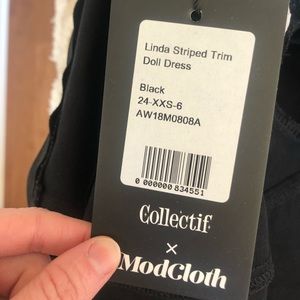 Linda Striped Trim
Doll Dress
Black
24-XXS-6
AW18M0808A
0 000000 834551
Collectif
×
ModCloth